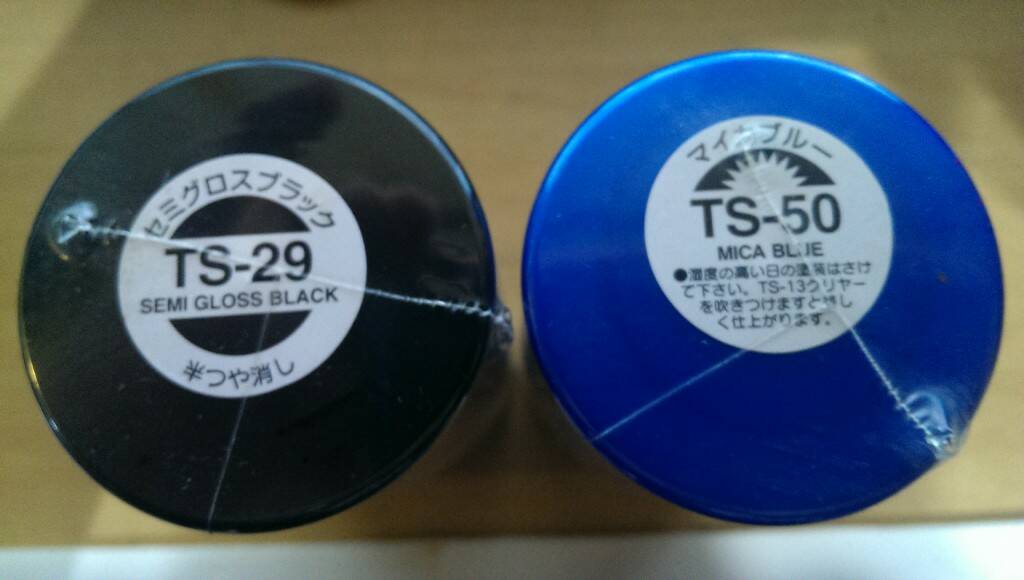 セミグロスブラック
TS-29
SEMI GLOSS BLACK
半つや消し
マイカブルー
TS-50
MICA BLUE
●湿度の高い日の塗装はさけ
て下さい。TS-13クリヤー
を吹きつけますと美し
く仕上がります。